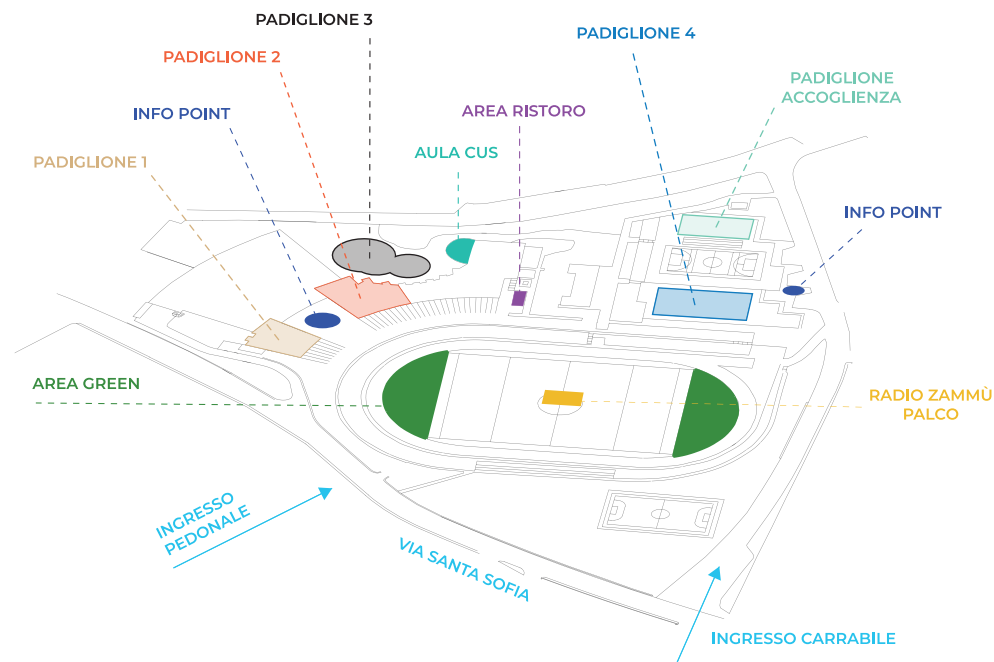 PADIGLIONE 3
PADIGLIONE 4
PADIGLIONE 2
PADIGLIONE
ACCOGLIENZA
INFO POINT
AREA RISTORO
AULA CUS
PADIGLIONE 1
INFO POINT
AREA GREEN
RADIO ZAMMÙ
PALCO
INGRESSO
PEDONALE
VIA SANTA SOFIA
INGRESSO CARRABILE